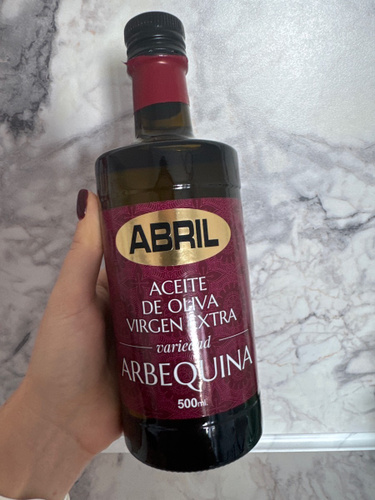 ABRIL
ACEITE
DE OLIVA
VIRGEN EXTRA
variedad
ARBEQUINA
500ml.